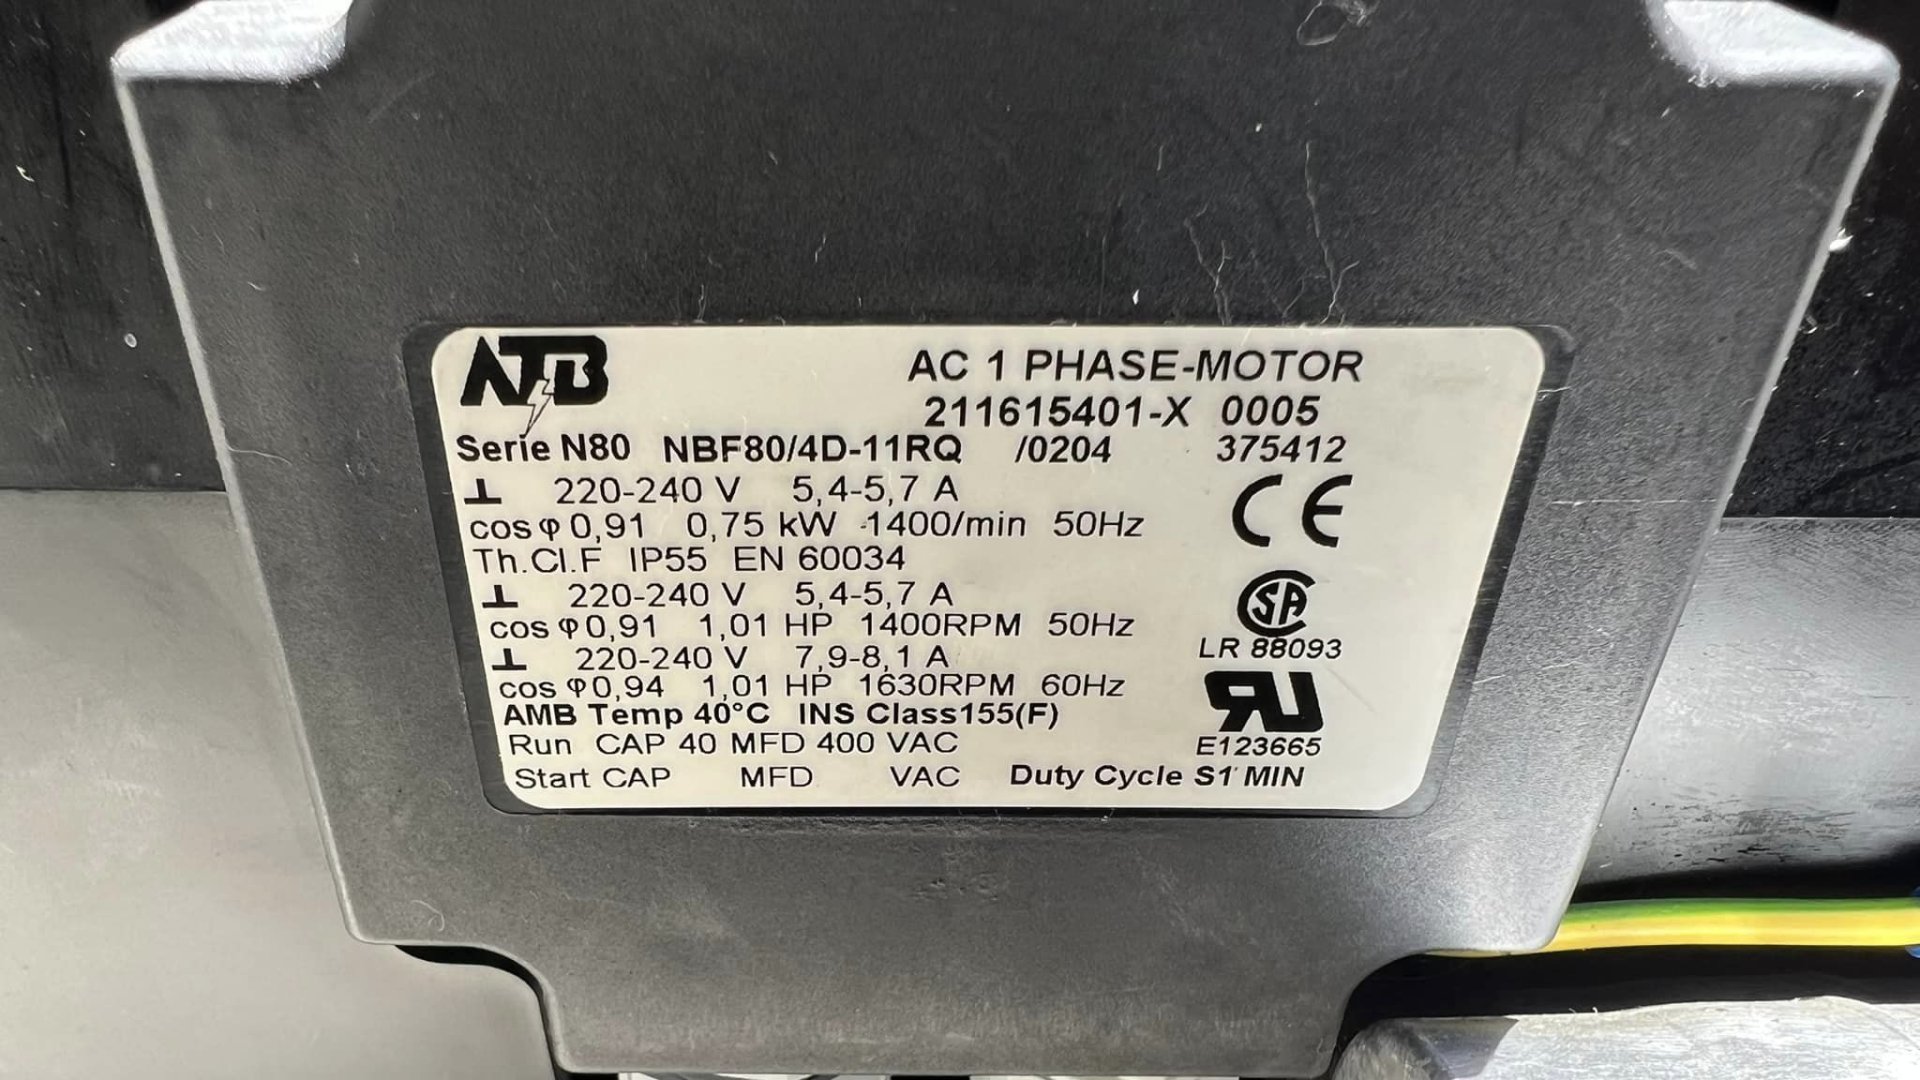 ATB AC 1 PHASE-MOTOR
211615401-X 0005
Serie N80 NBF80/4D-11RQ /0204 375412
⊥ 220-240 V 5,4-5,7 A CE
cos φ 0,91 0,75 kW 1400/min 50Hz
Th.Cl.F IP55 EN 60034
⊥ 220-240 V 5,4-5,7 A SA
cos φ 0,91 1,01 HP 1400RPM 50Hz
LR 88093
⊥ 220-240 V 7,9-8,1 A
cos φ 0,94 1,01 HP 1630RPM 60Hz RU
AMB Temp 40°C INS Class155(F)
Run CAP 40 MFD 400 VAC E123665
Start CAP MFD VAC Duty Cycle S1 MIN